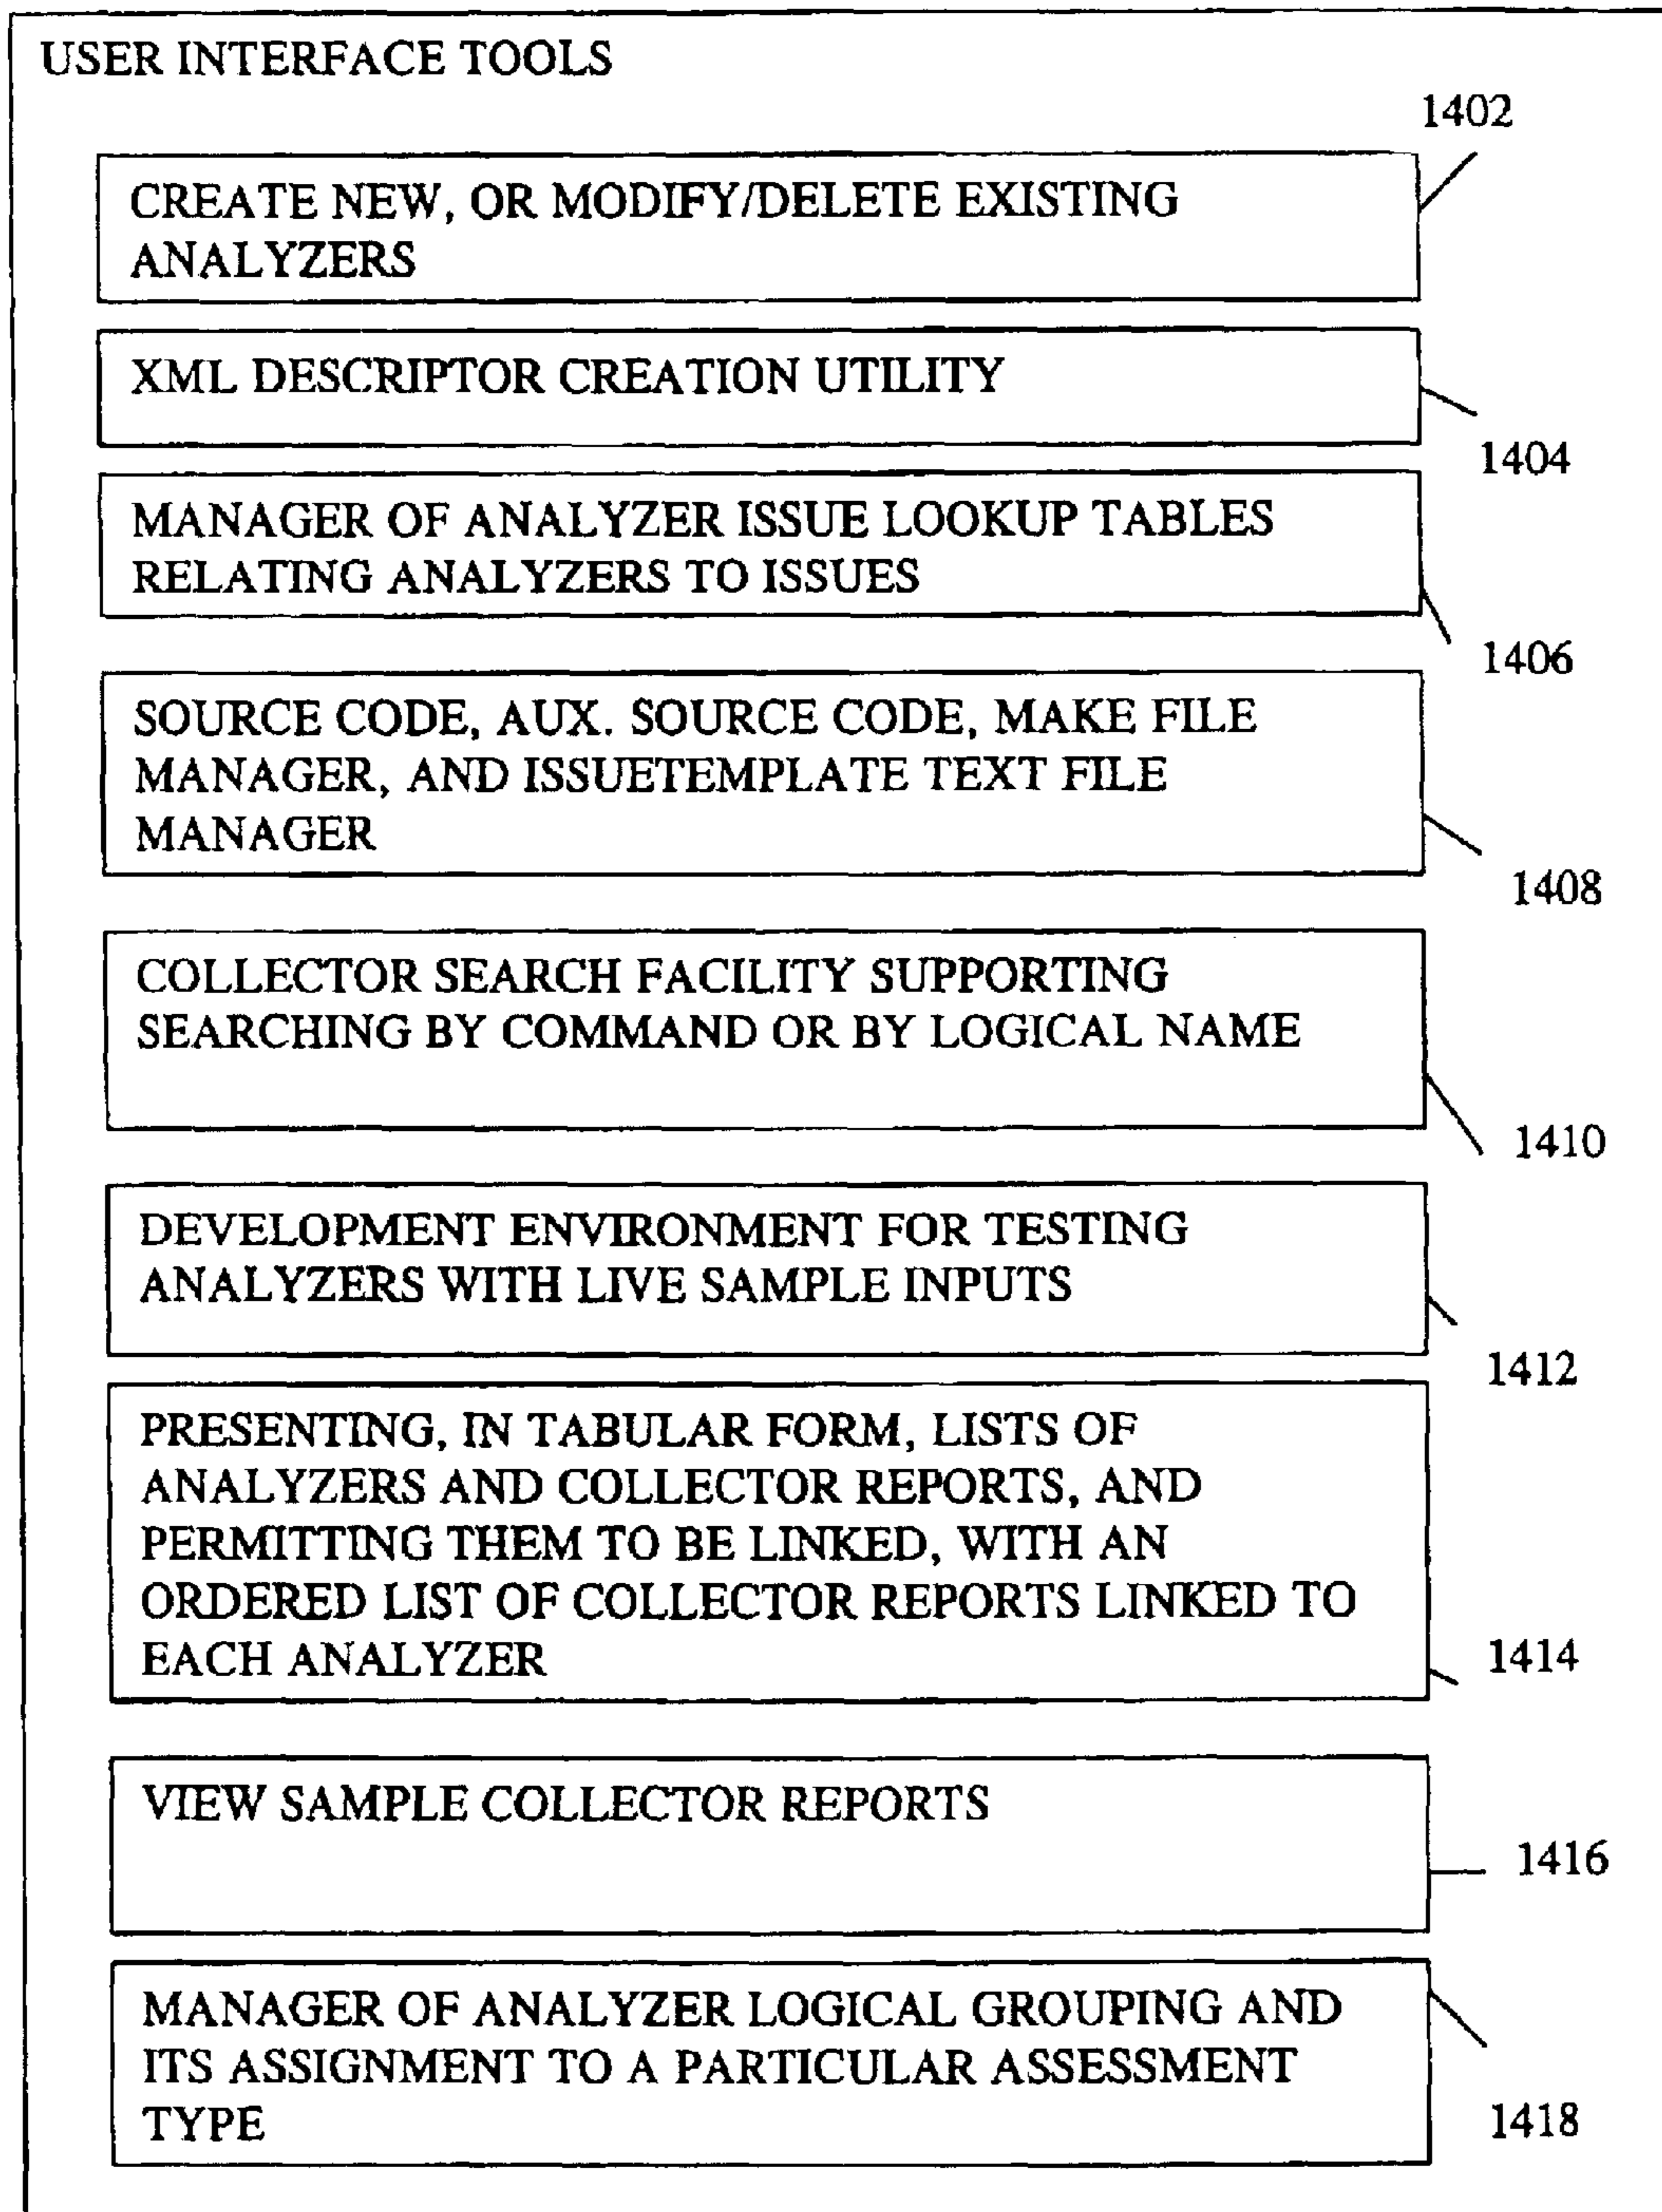 USER INTERFACE TOOLS
1402
CREATE NEW, OR MODIFY/DELETE EXISTING
ANALYZERS
XML DESCRIPTOR CREATION UTILITY
1404
MANAGER OF ANALYZER ISSUE LOOKUP TABLES
RELATING ANALYZERS TO ISSUES
1406
SOURCE CODE, AUX. SOURCE CODE, MAKE FILE
MANAGER, AND ISSUETEMPLATE TEXT FILE
MANAGER
1408
COLLECTOR SEARCH FACILITY SUPPORTING
SEARCHING BY COMMAND OR BY LOGICAL NAME
1410
DEVELOPMENT ENVIRONMENT FOR TESTING
ANALYZERS WITH LIVE SAMPLE INPUTS
1412
PRESENTING, IN TABULAR FORM, LISTS OF
ANALYZERS AND COLLECTOR REPORTS, AND
PERMITTING THEM TO BE LINKED, WITH AN
ORDERED LIST OF COLLECTOR REPORTS LINKED TO
EACH ANALYZER
1414
VIEW SAMPLE COLLECTOR REPORTS
1416
MANAGER OF ANALYZER LOGICAL GROUPING AND
ITS ASSIGNMENT TO A PARTICULAR ASSESSMENT
TYPE
1418